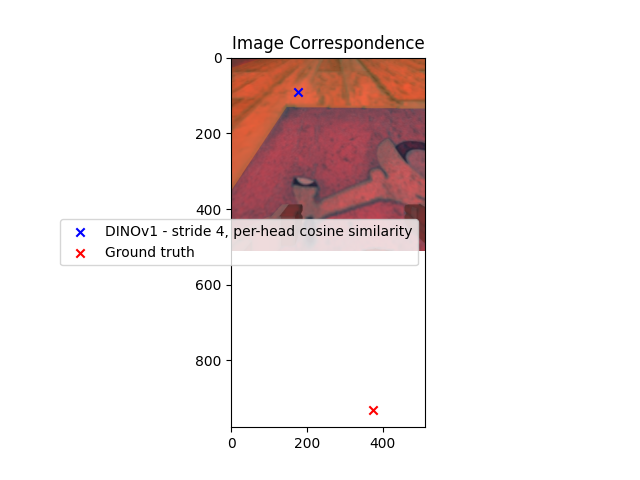 Image Correspondence
0
200
400
600
800
0 200 400
DINOv1 - stride 4, per-head cosine similarity
Ground truth